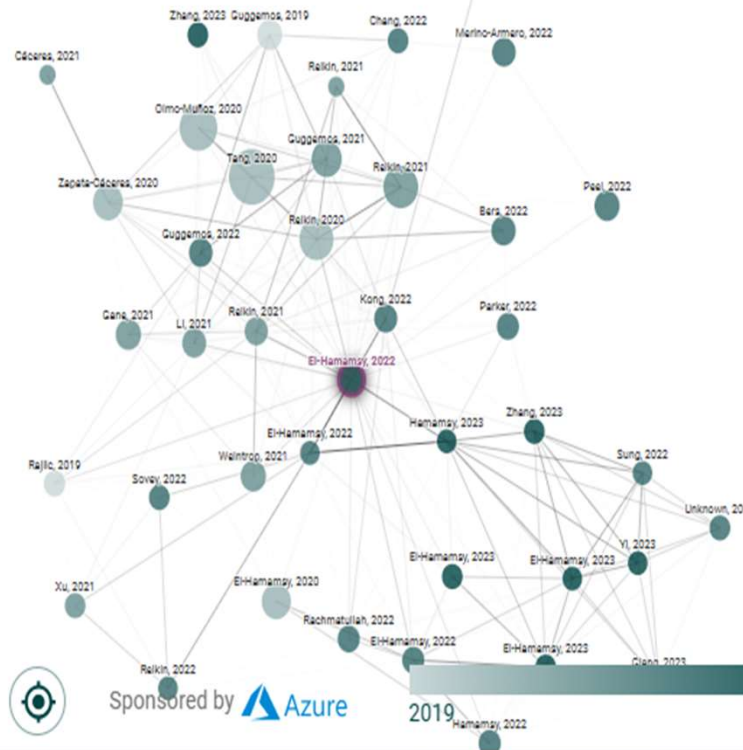 Zhang, 2023
Guggemos, 2019
Chang, 2022
Merino-Armero, 2022
Cáceres, 2021
Relkin, 2021
Olmo-Muñoz, 2020
Guggemos, 2021
Tang, 2020
Relkin, 2021
Zapata-Cáceres, 2020
Peel, 2022
Bers, 2022
Relkin, 2020
Guggemos, 2022
Kong, 2022
Parker, 2022
Gane, 2021
Li, 2021
Relkin, 2021
El-Hamamsy, 2022
Hamamsy, 2023
Zhang, 2023
El-Hamamsy, 2022
Weintrop, 2021
Sung, 2022
Rajlic, 2019
Sovey, 2022
Unknown, 20
Yi, 2023
El-Hamamsy, 2023
El-Hamamsy, 2023
Xu, 2021
El-Hamamsy, 2020
Rachmatullah, 2022
El-Hamamsy, 2022
El-Hamamsy, 2023
Relkin, 2022
Sponsored by Azure
2019
Hamamsy, 2022